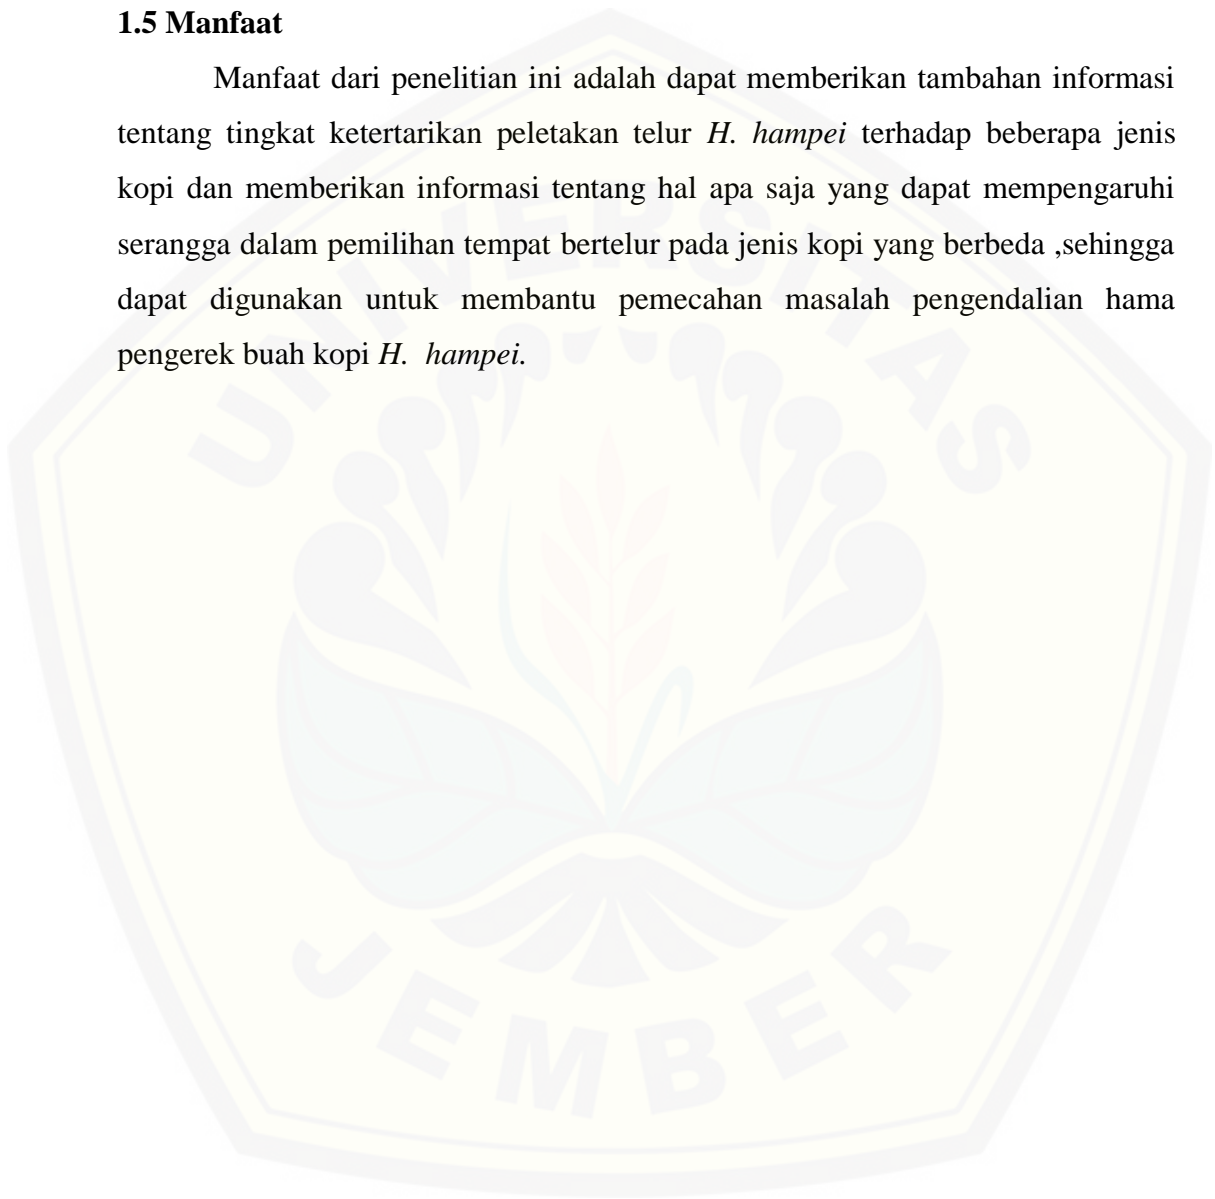 1.5 Manfaat
Manfaat dari penelitian ini adalah dapat memberikan tambahan informasi
tentang tingkat ketertarikan peletakan telur H. hampei terhadap beberapa jenis
kopi dan memberikan informasi tentang hal apa saja yang dapat mempengaruhi
serangga dalam pemilihan tempat bertelur pada jenis kopi yang berbeda ,sehingga
dapat digunakan untuk membantu pemecahan masalah pengendalian hama
pengerek buah kopi H. hampei.
UNIVERSITAS
JEMBER